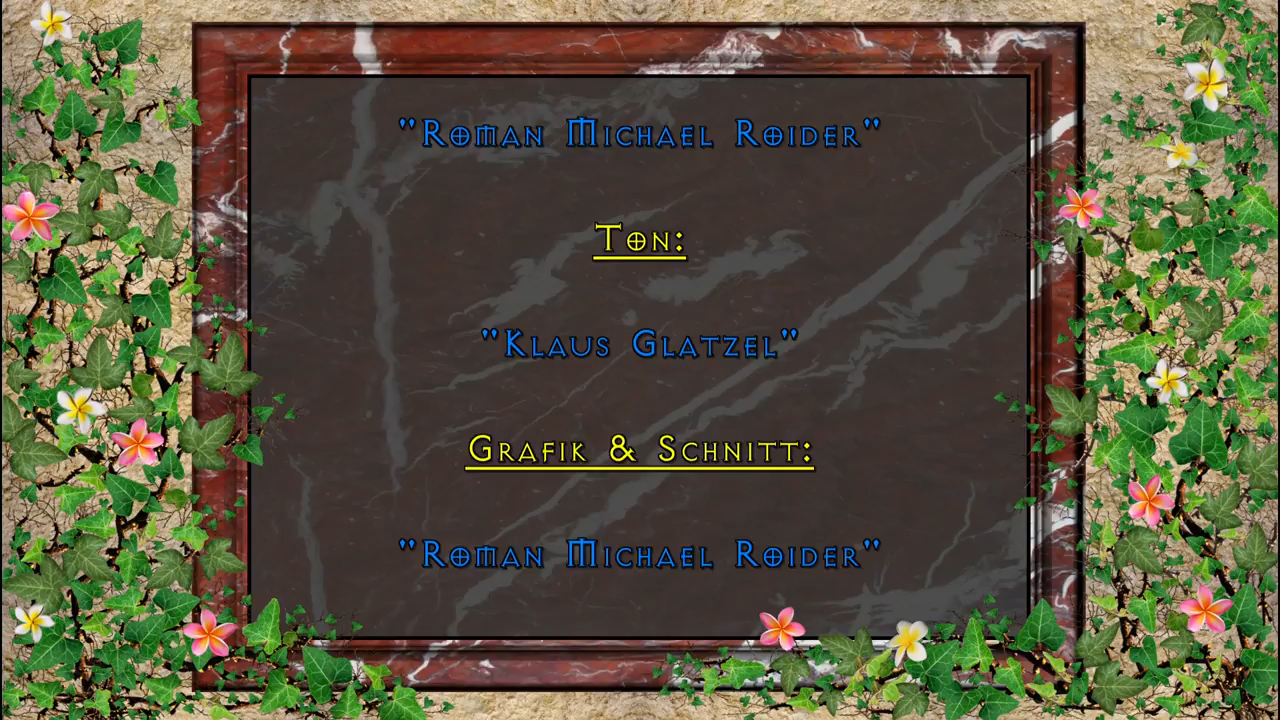 "Roman Michael Roider"
Ton:
"Klaus Glatzel"
Grafik & Schnitt:
"Roman Michael Roider"